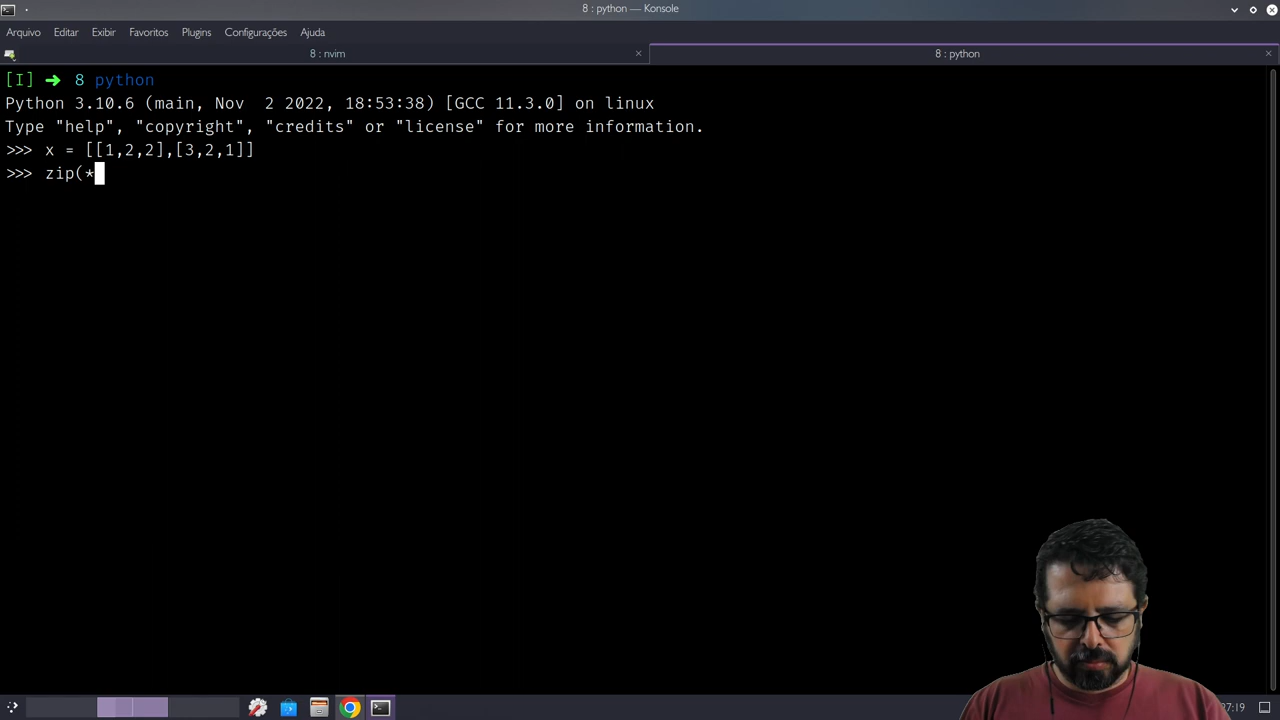 8 : python — Konsole
Arquivo Editar Exibir Favoritos Plugins Configurações Ajuda
8 : nvim
8 : python
[I] ➜ 8 python
Python 3.10.6 (main, Nov  2 2022, 18:53:38) [GCC 11.3.0] on linux
Type "help", "copyright", "credits" or "license" for more information.
>>> x = [[1,2,2],[3,2,1]]
>>> zip(*